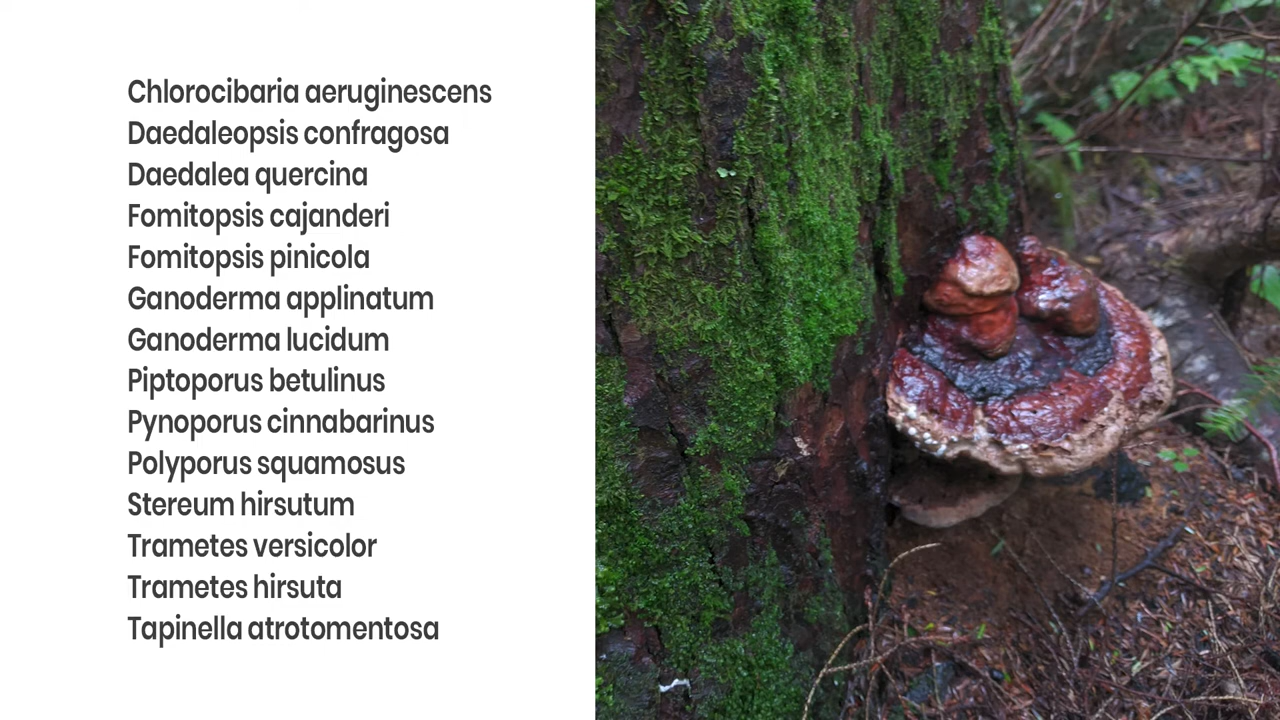 Chlorocibaria aeruginescens
Daedaleopsis confragosa
Daedalea quercina
Fomitopsis cajanderi
Fomitopsis pinicola
Ganoderma applinatum
Ganoderma lucidum
Piptoporus betulinus
Pynoporus cinnabarinus
Polyporus squamosus
Stereum hirsutum
Trametes versicolor
Trametes hirsuta
Tapinella atrotomentosa